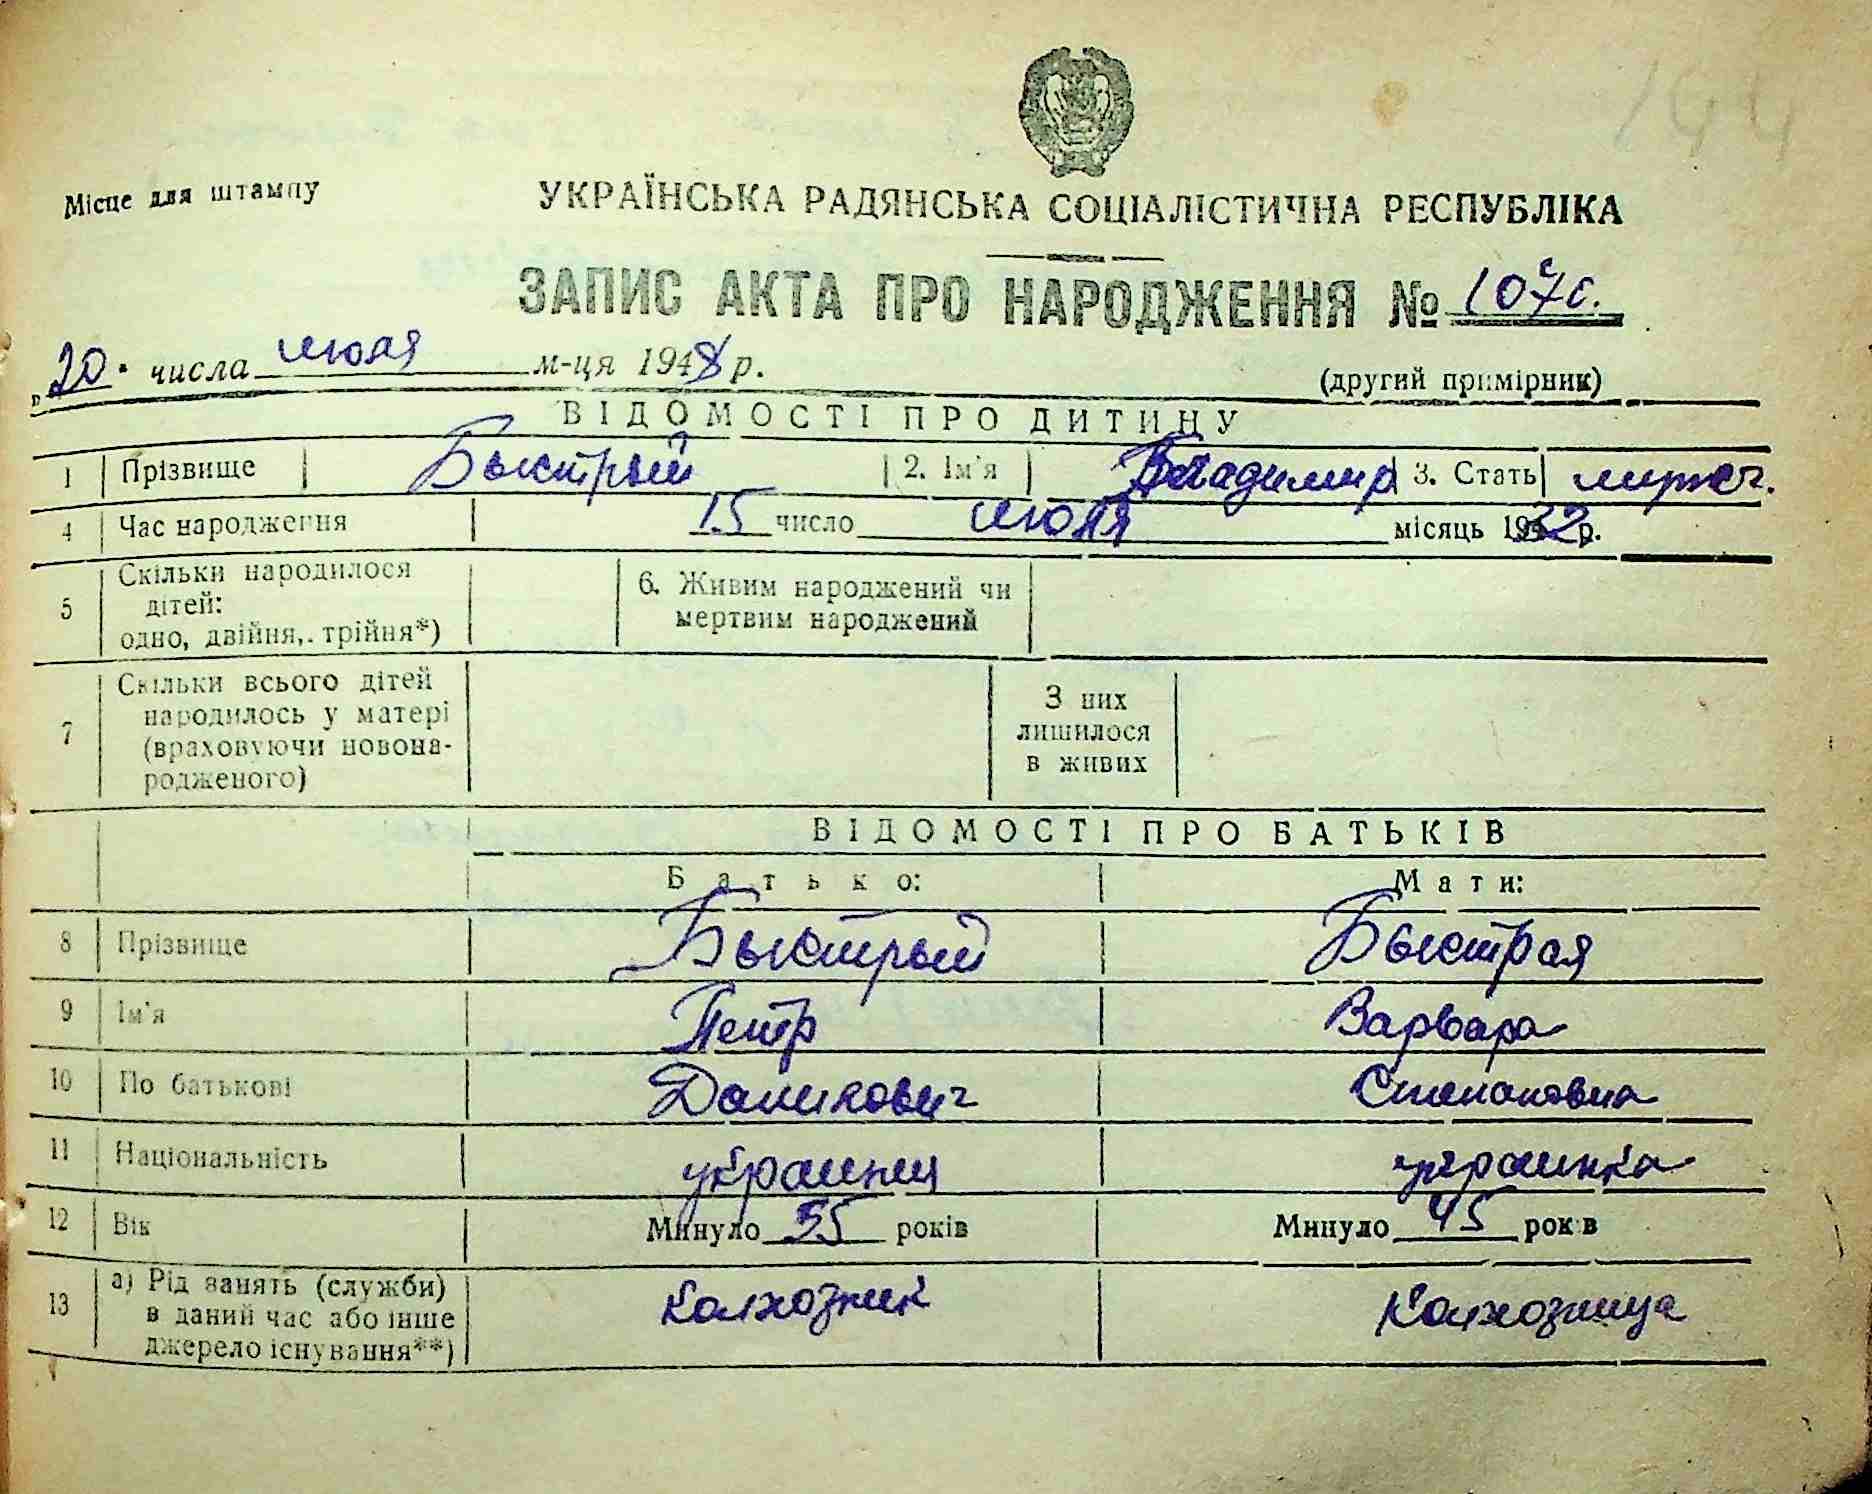 144
Місце для штампу
УКРАЇНСЬКА РАДЯНСЬКА СОЦІАЛІСТИЧНА РЕСПУБЛІКА
ЗАПИС АКТА ПРО НАРОДЖЕННЯ № 107с.
"20" числа июля м-ця 1948 р.
(другий примірник)
ВІДОМОСТІ ПРО ДИТИНУ
1 Прізвище Быстрый 2. Ім'я Владимир 3. Стать мужск.
4 Час народження 15 число июля місяць 1932 р.
5 Скільки народилося дітей: одно, двійня, трійня*) 6. Живим народжений чи мертвим народжений
7 Скільки всього дітей народилось у матері (враховуючи новонародженого) З них лишилося в живих
ВІДОМОСТІ ПРО БАТЬКІВ
Батько: Мати:
8 Прізвище Быстрый Быстрая
9 Ім'я Петр Варвара
10 По батькові Данилович Степановна
11 Національність украинец украинка
12 Вік Минуло 55 років Минуло 45 років
13 а) Рід занять (служби) в даний час або інше джерело існування**) Колхозник Колхозница